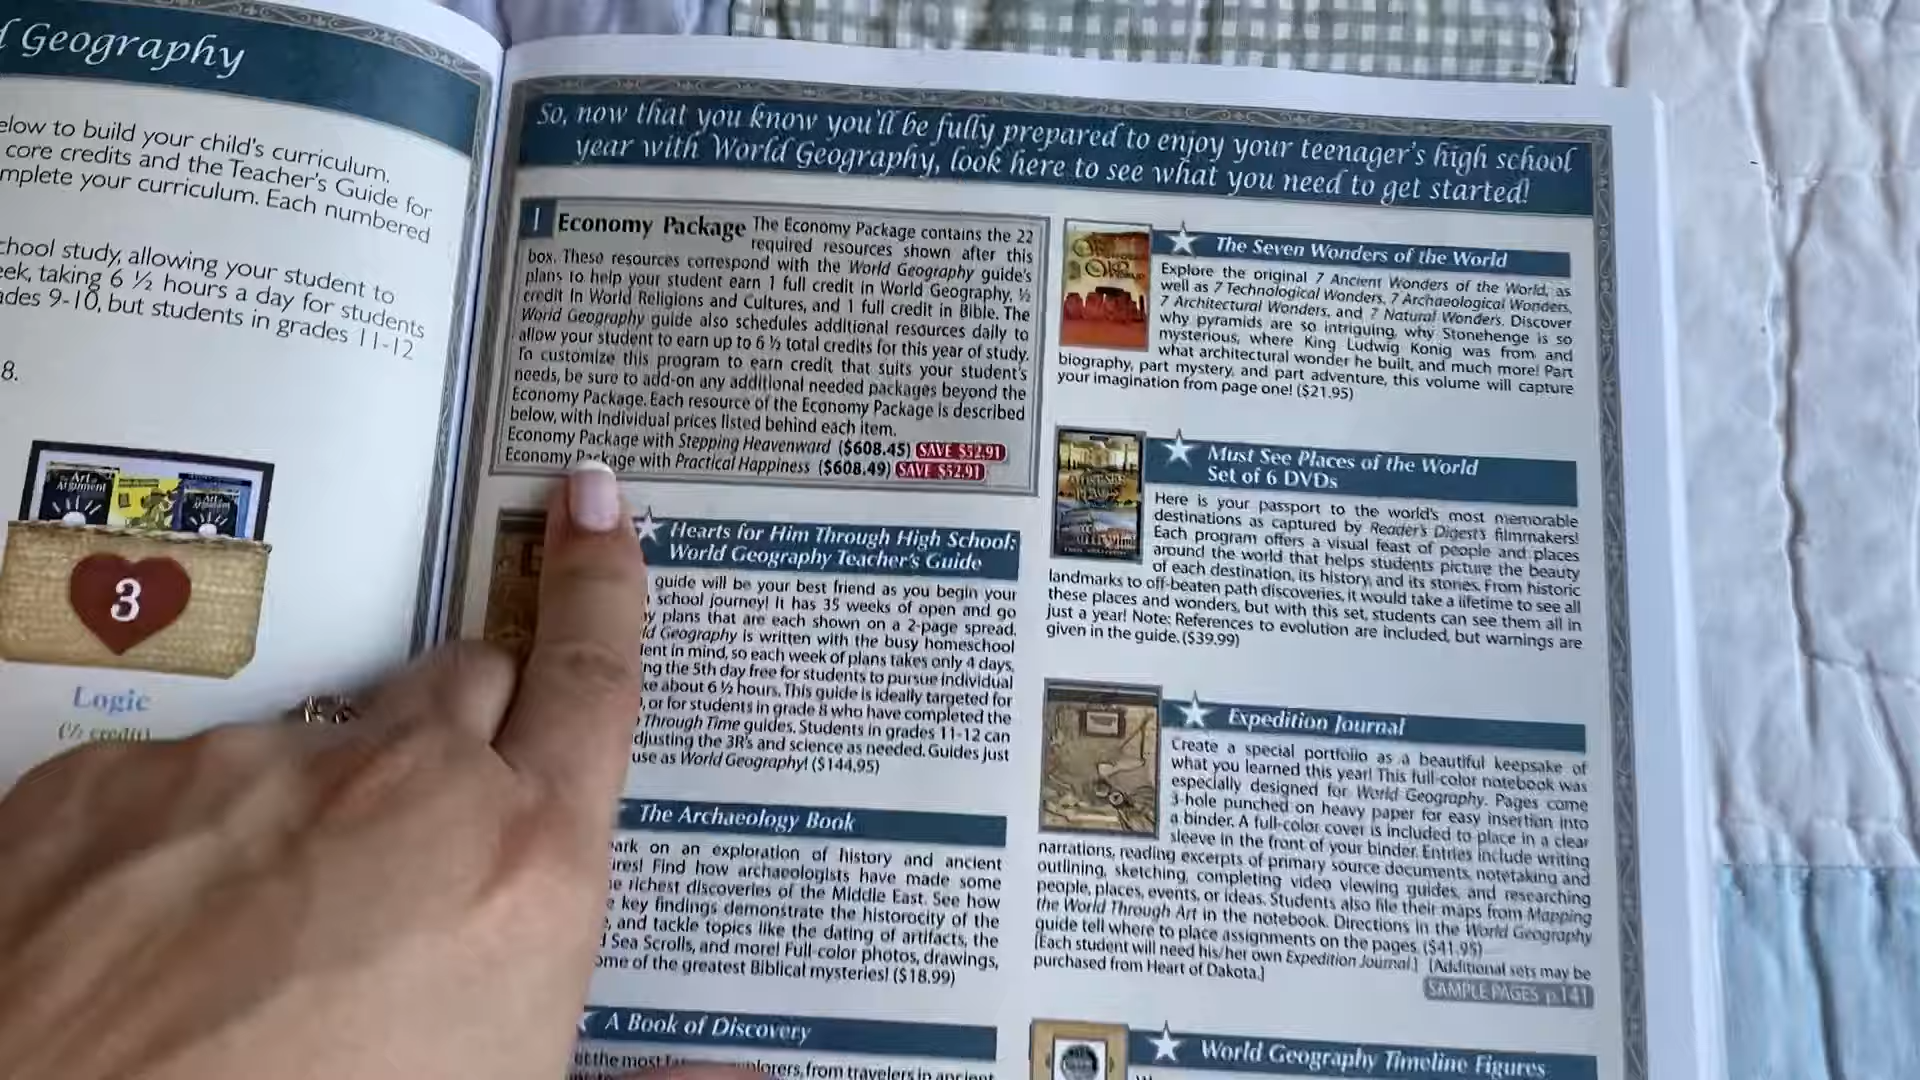 d Geography
elow to build your child's curriculum.
core credits and the Teacher's Guide for
mplete your curriculum. Each numbered
chool study, allowing your student to
eek, taking 6 ½ hours a day for students
ades 9-10, but students in grades 11-12
8.
The Art of Argument
Art of Argument
3
Logic
(½ credit)
So, now that you know you'll be fully prepared to enjoy your teenager's high school
year with World Geography, look here to see what you need to get started!
1 Economy Package The Economy Package contains the 22
required resources shown after this
box. These resources correspond with the World Geography guide's
plans to help your student earn 1 full credit in World Geography, ½
credit In World Religions and Cultures, and 1 full credit in Bible. The
World Geography guide also schedules additional resources daily to
allow your student to earn up to 6 ½ total credits for this year of study.
To customize this program to earn credit that suits your student's
needs, be sure to add-on any additional needed packages beyond the
Economy Package. Each resource of the Economy Package is described
below, with individual prices listed behind each item.
Economy Package with Stepping Heavenward ($608.45) SAVE $52.91
Economy Package with Practical Happiness ($608.49) SAVE $52.91
Hearts for Him Through High School:
World Geography Teacher's Guide
guide will be your best friend as you begin your
school journey! It has 35 weeks of open and go
y plans that are each shown on a 2-page spread.
ld Geography is written with the busy homeschool
ent in mind, so each week of plans takes only 4 days,
ng the 5th day free for students to pursue individual
ke about 6 ½ hours. This guide is ideally targeted for
, or for students in grade 8 who have completed the
Through Time guides. Students in grades 11-12 can
djusting the 3R's and science as needed. Guides just
use as World Geography! ($144.95)
The Archaeology Book
ark on an exploration of history and ancient
ires! Find how archaeologists have made some
e richest discoveries of the Middle East. See how
e key findings demonstrate the historocity of the
, and tackle topics like the dating of artifacts, the
d Sea Scrolls, and more! Full-color photos, drawings,
ome of the greatest Biblical mysteries! ($18.99)
A Book of Discovery
ut the most plorers, from travelers in ancient
The Seven Wonders of the World
Explore the original 7 Ancient Wonders of the World, as
well as 7 Technological Wonders, 7 Archaeological Wonders,
7 Architectural Wonders, and 7 Natural Wonders. Discover
why pyramids are so intriguing, why Stonehenge is so
mysterious, where King Ludwig Konig was from, and
what architectural wonder he built, and much more! Part
biography, part mystery, and part adventure, this volume will capture
your imagination from page one! ($21.95)
Must See Places of the World
Set of 6 DVDs
Here is your passport to the world's most memorable
destinations as captured by Reader's Digest's filmmakers!
Each program offers a visual feast of people and places
around the world that helps students picture the beauty
of each destination, its history, and its stories. From historic
landmarks to off-beaten path discoveries, it would take a lifetime to see all
these places and wonders, but with this set, students can see them all in
just a year! Note: References to evolution are included, but warnings are
given in the guide. ($39.99)
Expedition Journal
Create a special portfolio as a beautiful keepsake of
what you learned this year! This full-color notebook was
especially designed for World Geography. Pages come
3-hole punched on heavy paper for easy insertion into
a binder. A full-color cover is included to place in a clear
sleeve in the front of your binder. Entries include writing
narrations, reading excerpts of primary source documents, notetaking and
outlining, sketching, completing video viewing guides, and researching
people, places, events, or ideas. Students also file their maps from Mapping
the World Through Art in the notebook. Directions in the World Geography
guide tell where to place assignments on the pages. ($41.95)
[Each student will need his/her own Expedition Journal.] [Additional sets may be
purchased from Heart of Dakota.]
SAMPLE PAGES p.141
World Geography Timeline Figures